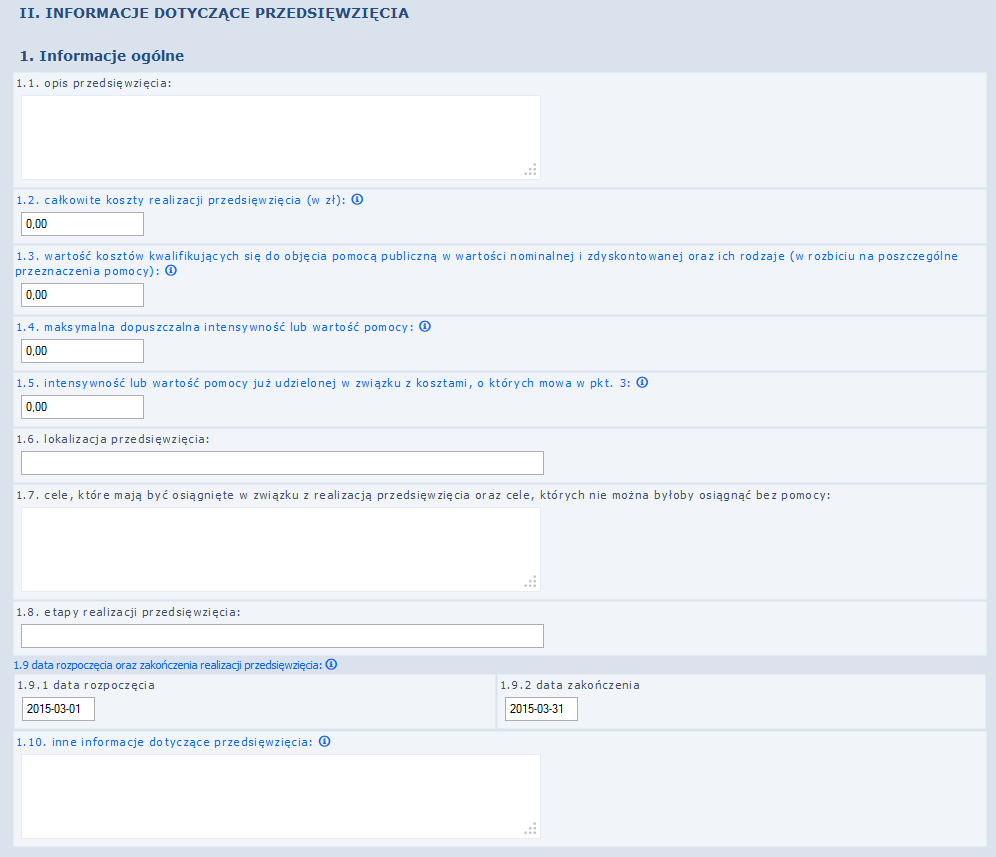 II. INFORMACJE DOTYCZĄCE PRZEDSIĘWZIĘCIA
1. Informacje ogólne
1.1. opis przedsięwzięcia:
1.2. całkowite koszty realizacji przedsięwzięcia (w zł):
0,00
1.3. wartość kosztów kwalifikujących się do objęcia pomocą publiczną w wartości nominalnej i zdyskontowanej oraz ich rodzaje (w rozbiciu na poszczególne
przeznaczenia pomocy):
0,00
1.4. maksymalna dopuszczalna intensywność lub wartość pomocy:
0,00
1.5. intensywność lub wartość pomocy już udzielonej w związku z kosztami, o których mowa w pkt. 3:
0,00
1.6. lokalizacja przedsięwzięcia:
1.7. cele, które mają być osiągnięte w związku z realizacją przedsięwzięcia oraz cele, których nie można byłoby osiągnąć bez pomocy:
1.8. etapy realizacji przedsięwzięcia:
1.9 data rozpoczęcia oraz zakończenia realizacji przedsięwzięcia:
1.9.1 data rozpoczęcia
2015-03-01
1.9.2 data zakończenia
2015-03-31
1.10. inne informacje dotyczące przedsięwzięcia: